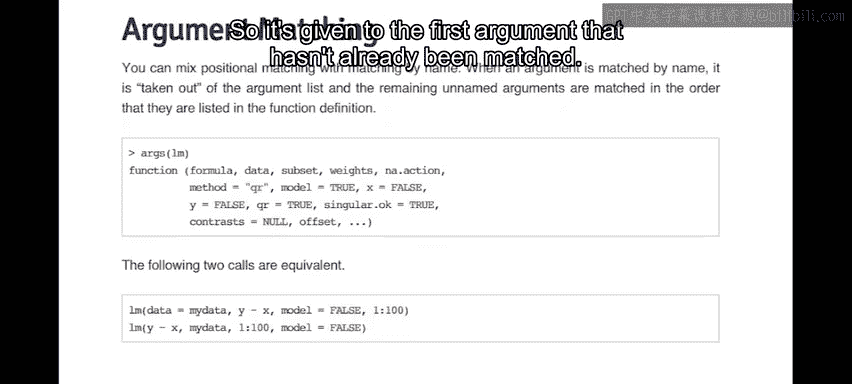 Argument Matching
So it's given to the first argument that
hasn't already been matched.
You can mix positional matching with matching by name. When an argument is matched by name, it
is “taken out” of the argument list and the remaining unnamed arguments are matched in the order
that they are listed in the function definition.
> args(lm)
function (formula, data, subset, weights, na.action,
method = "qr", model = TRUE, x = FALSE,
y = FALSE, qr = TRUE, singular.ok = TRUE,
contrasts = NULL, offset, ...)
The following two calls are equivalent.
lm(data = mydata, y - x, model = FALSE, 1:100)
lm(y - x, mydata, 1:100, model = FALSE)